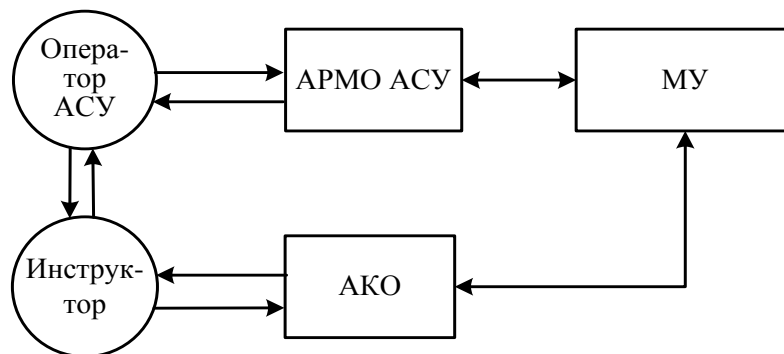 Опера-
тор
АСУ
АРМО АСУ
МУ
Инструк-
тор
АКО